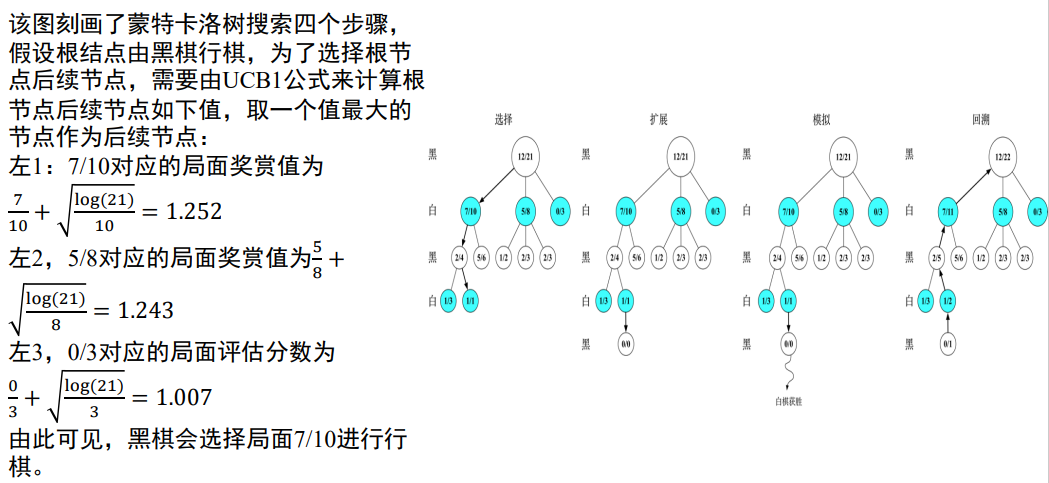 该图刻画了蒙特卡洛树搜索四个步骤，
假设根结点由黑棋行棋，为了选择根节
点后续节点，需要由UCB1公式来计算根
节点后续节点如下值，取一个值最大的
节点作为后续节点：
左1：7/10对应的局面奖赏值为
7/10 + √(log(21)/10) = 1.252
左2，5/8对应的局面奖赏值为5/8 +
√(log(21)/8) = 1.243
左3，0/3对应的局面评估分数为
0/3 + √(log(21)/3) = 1.007
由此可见，黑棋会选择局面7/10进行行
棋。
选择
黑 12/21
白 7/10 5/8 0/3
黑 2/4 5/6 1/2 2/3 2/3
白 1/3 1/1
扩展
黑 12/21
白 7/10 5/8 0/3
黑 2/4 5/6 1/2 2/3 2/3
白 1/3 1/1
黑 0/0
模拟
黑 12/21
白 7/10 5/8 0/3
黑 2/4 5/6 1/2 2/3 2/3
白 1/3 1/1
黑 0/0
白棋获胜
回溯
黑 12/22
白 7/11 5/8 0/3
黑 2/5 5/6 1/2 2/3 2/3
白 1/3 1/2
黑 0/1